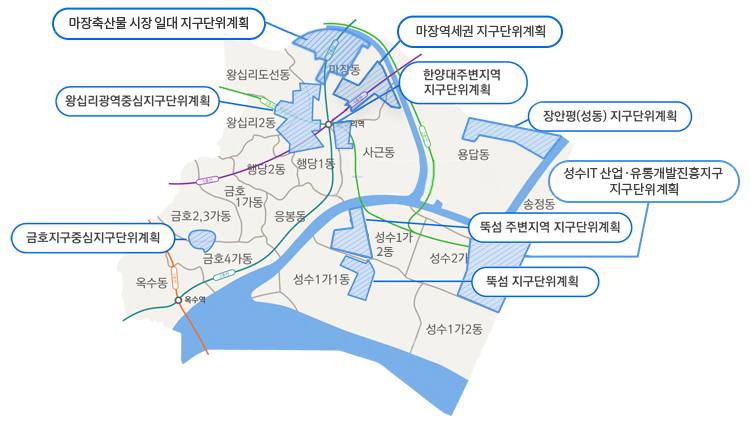 마장축산물 시장 일대 지구단위계획
마장역세권 지구단위계획
한양대주변지역
지구단위계획
왕십리광역중심지구단위계획
장안평(성동) 지구단위계획
성수IT 산업·유통개발진흥지구
지구단위계획
금호지구중심지구단위계획
뚝섬 주변지역 지구단위계획
뚝섬 지구단위계획
왕십리도선동
마장동
왕십리2동
리역
사근동
용답동
행당2동
행당1동
금호
1가동
송정동
금호2,3가동
응봉동
성수1가
2동
금호4가동
성수2가
옥수동
옥수역
성수1가1동
성수1가2동